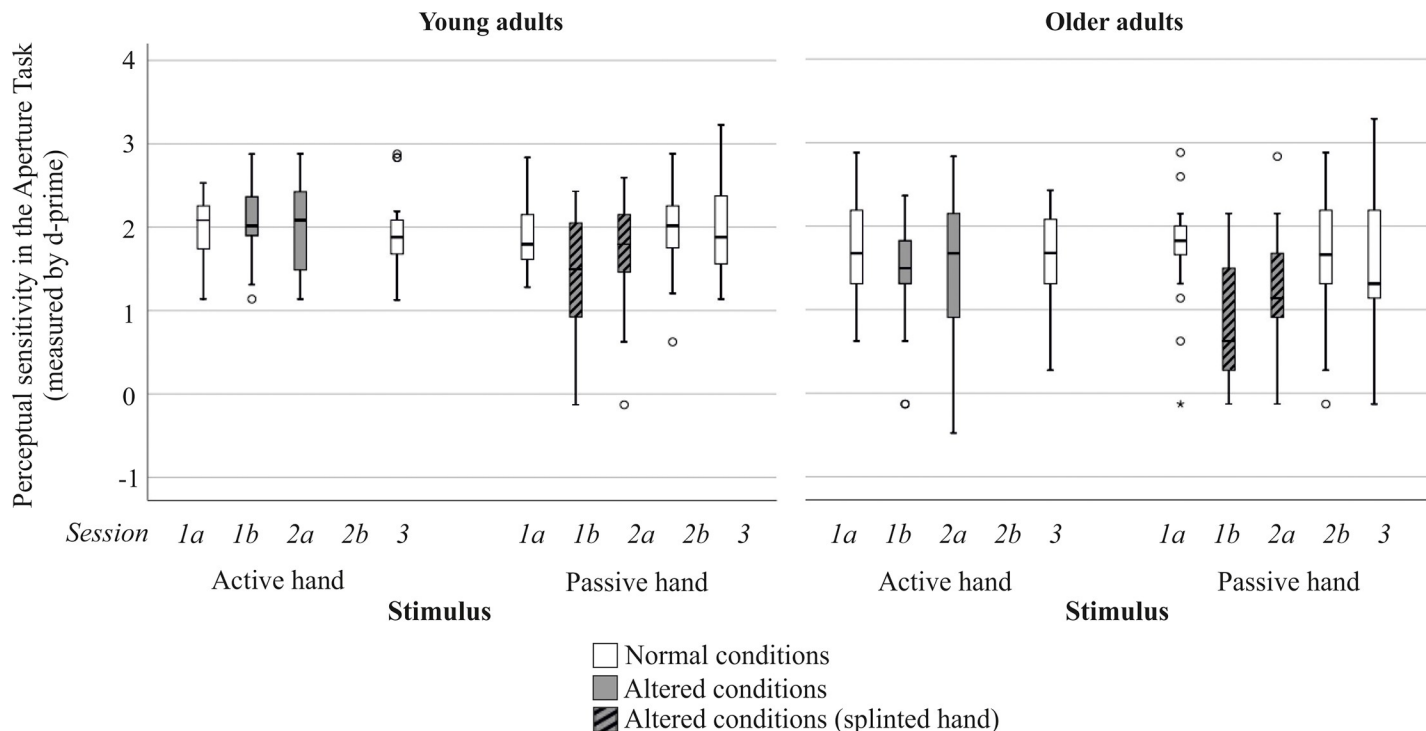 Young adults
Older adults
Perceptual sensitivity in the Aperture Task
(measured by d-prime)
4
3
2
1
0
-1
Session 1a 1b 2a 2b 3 1a 1b 2a 2b 3 1a 1b 2a 2b 3 1a 1b 2a 2b 3
Active hand Passive hand Active hand Passive hand
Stimulus Stimulus
Normal conditions
Altered conditions
Altered conditions (splinted hand)